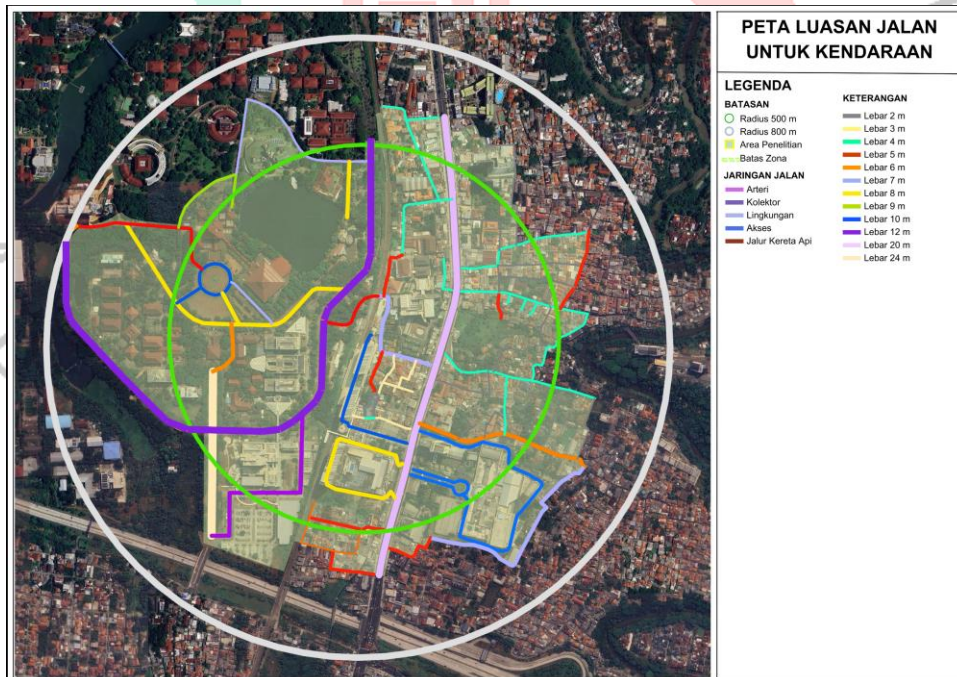 PETA LUASAN JALAN
UNTUK KENDARAAN
LEGENDA
BATASAN
Radius 500 m
Radius 800 m
Area Penelitian
Batas Zona
JARINGAN JALAN
Arteri
Kolektor
Lingkungan
Akses
Jalur Kereta Api
KETERANGAN
Lebar 2 m
Lebar 3 m
Lebar 4 m
Lebar 5 m
Lebar 6 m
Lebar 7 m
Lebar 8 m
Lebar 9 m
Lebar 10 m
Lebar 12 m
Lebar 20 m
Lebar 24 m